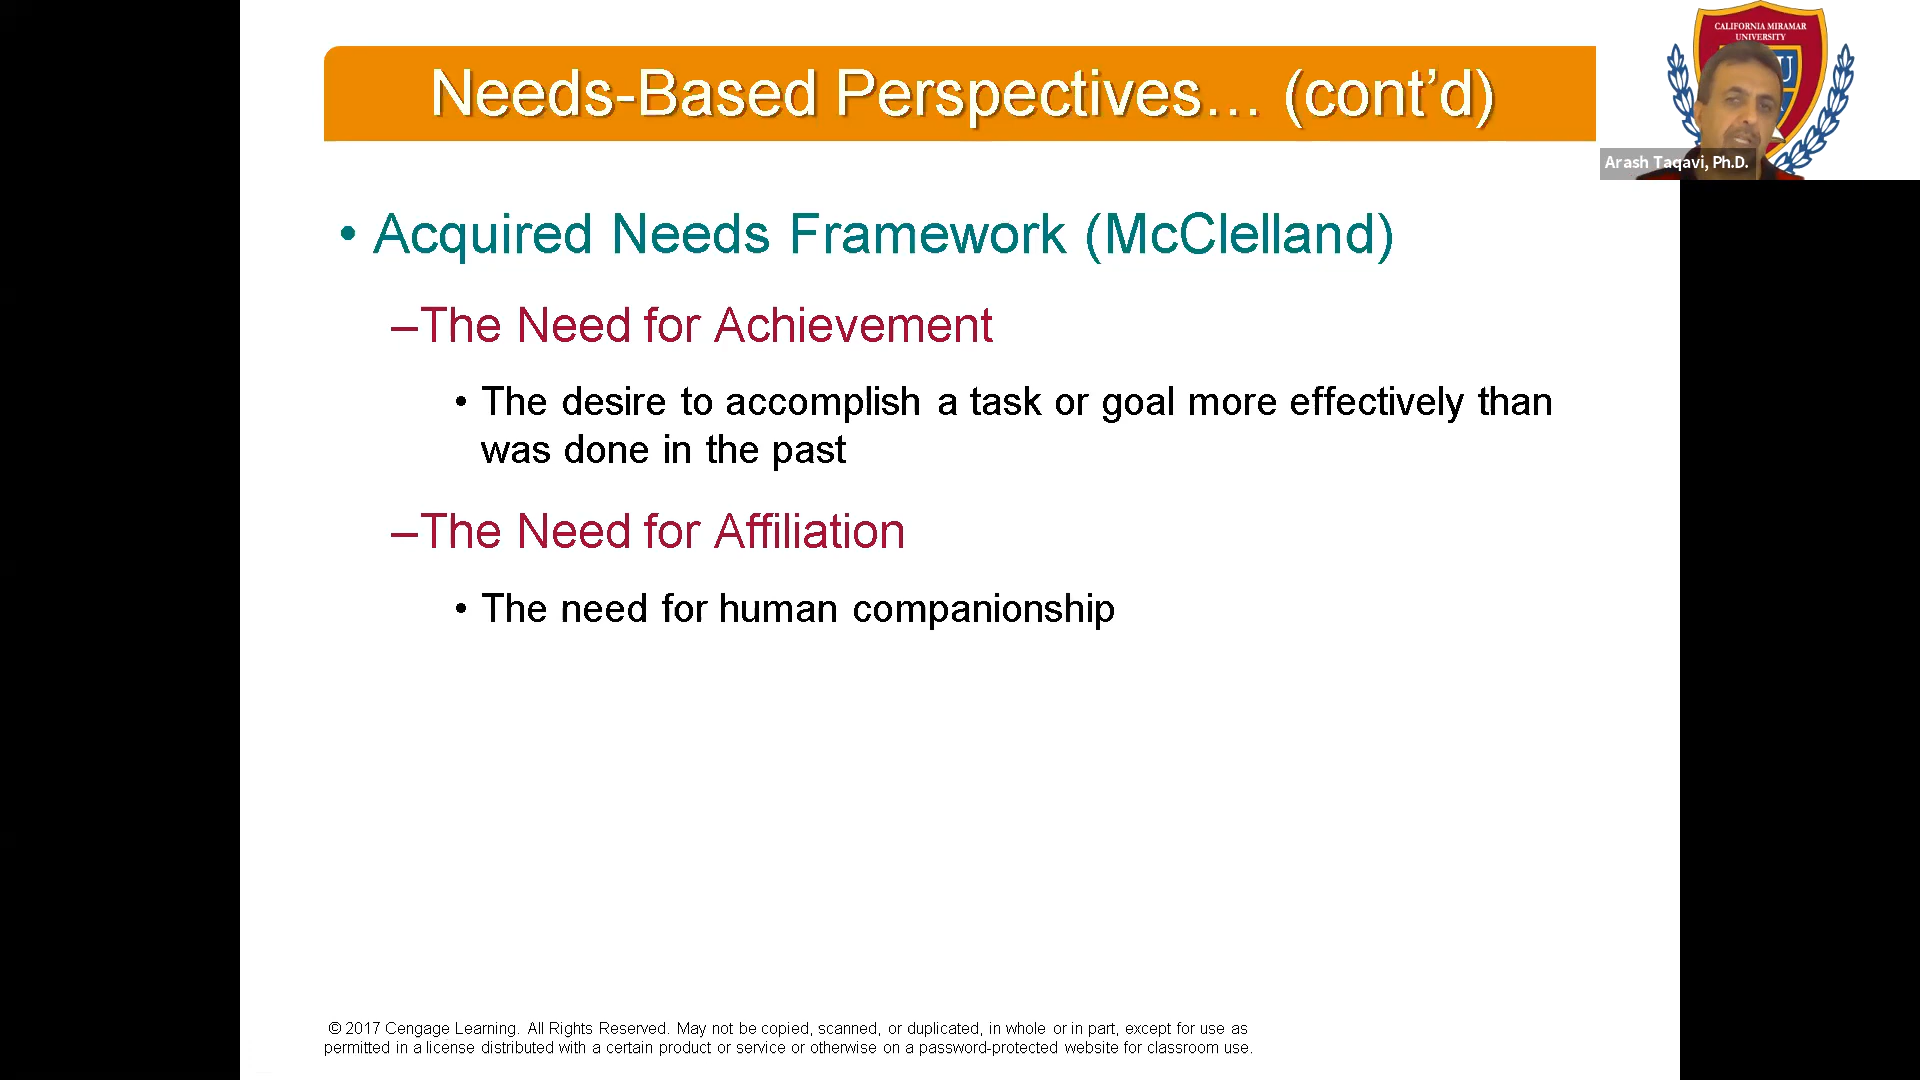 Needs-Based Perspectives… (cont’d)
CALIFORNIA MIRAMAR
UNIVERSITY
Arash Taqavi, Ph.D.
• Acquired Needs Framework (McClelland)
–The Need for Achievement
• The desire to accomplish a task or goal more effectively than
was done in the past
–The Need for Affiliation
• The need for human companionship
© 2017 Cengage Learning. All Rights Reserved. May not be copied, scanned, or duplicated, in whole or in part, except for use as
permitted in a license distributed with a certain product or service or otherwise on a password-protected website for classroom use.